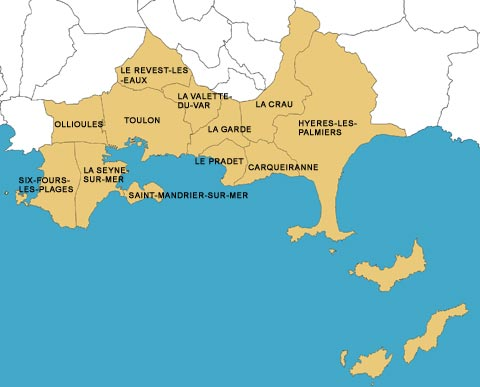 LE REVEST-LES
-EAUX
LA VALETTE-
DU-VAR
LA CRAU
OLLIOULES
TOULON
HYERES-LES-
PALMIERS
LA GARDE
LE PRADET
CARQUEIRANNE
SIX-FOURS-
LES-PLAGES
LA SEYNE-
SUR-MER
SAINT-MANDRIER-SUR-MER